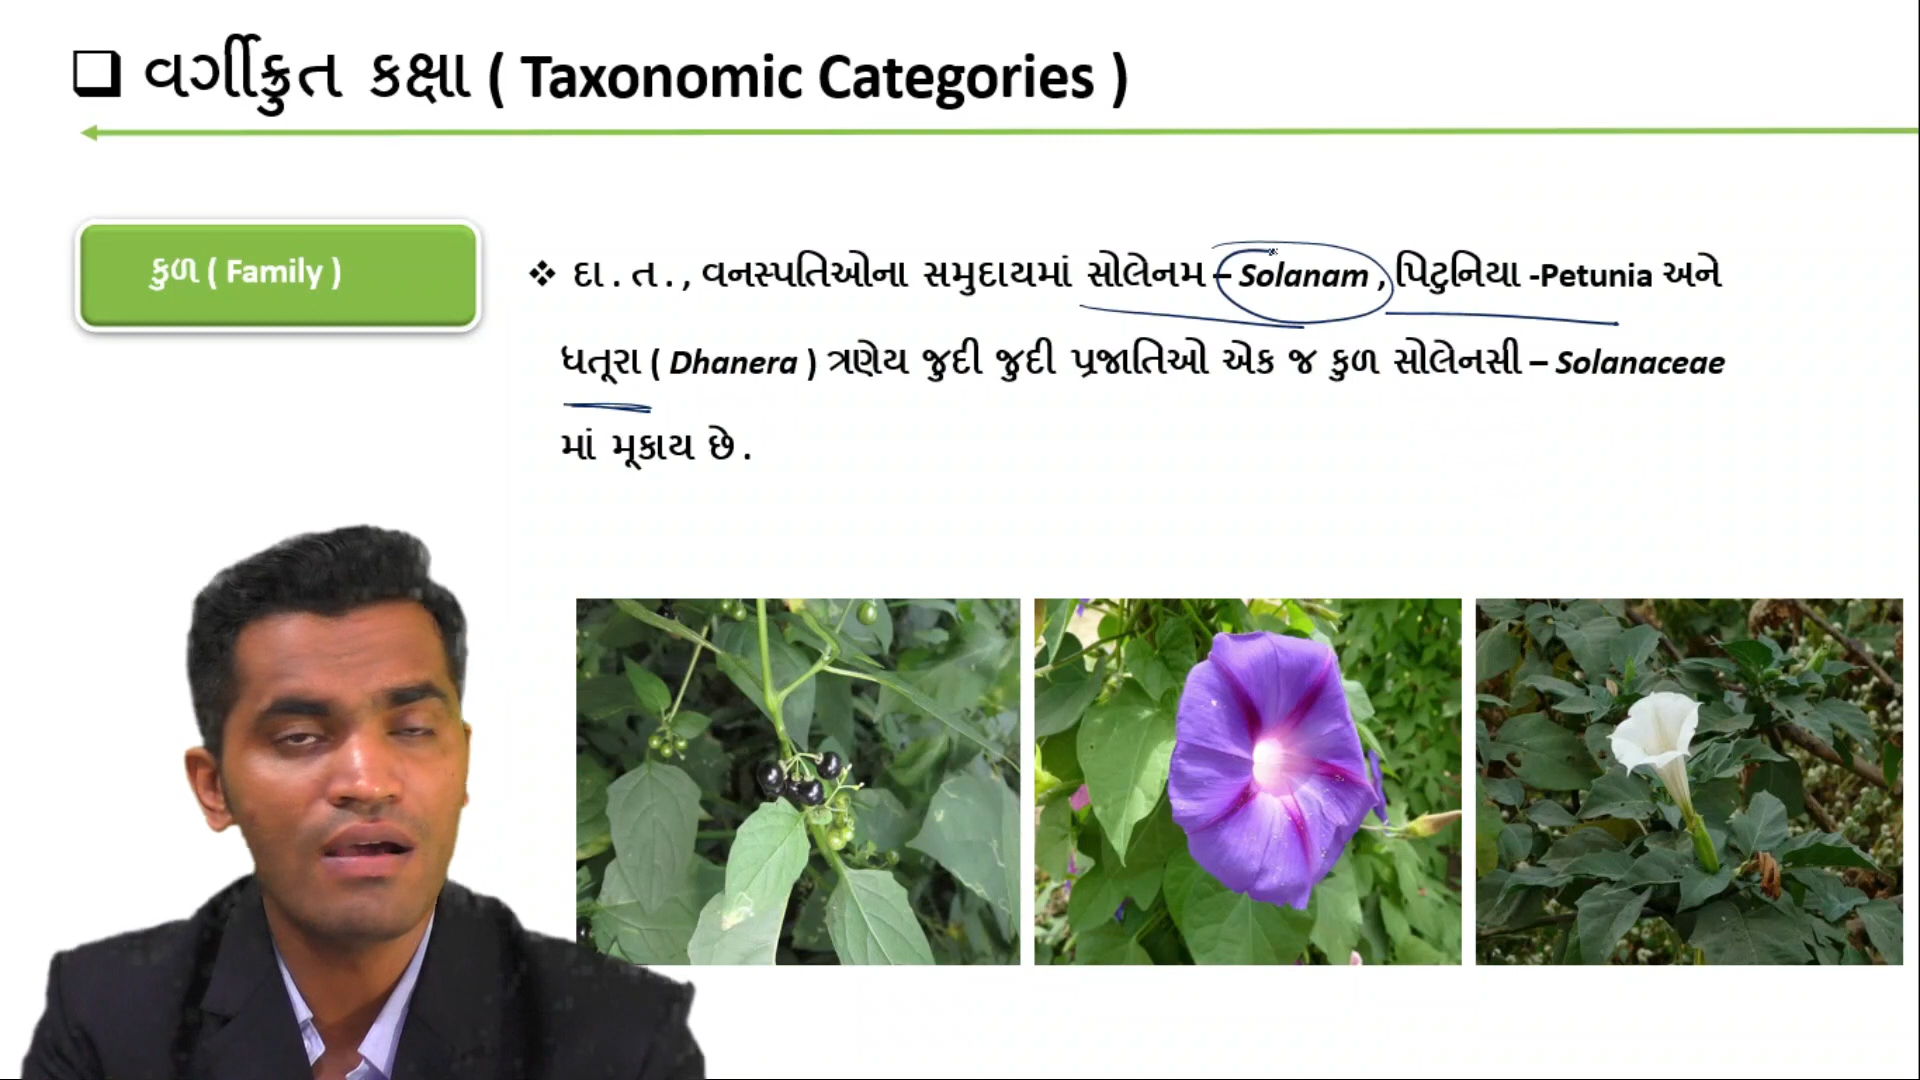 વર્ગીક્રુત કક્ષા ( Taxonomic Categories )
કુળ ( Family )
❖ દા . ત . , વનસ્પતિઓના સમુદાયમાં સોલેનમ – Solanam , પિટુનિયા -Petunia અને
ધતૂરા ( Dhanera ) ત્રણેય જુદી જુદી પ્રજાતિઓ એક જ કુળ સોલેનસી – Solanaceae
માં મૂકાય છે .